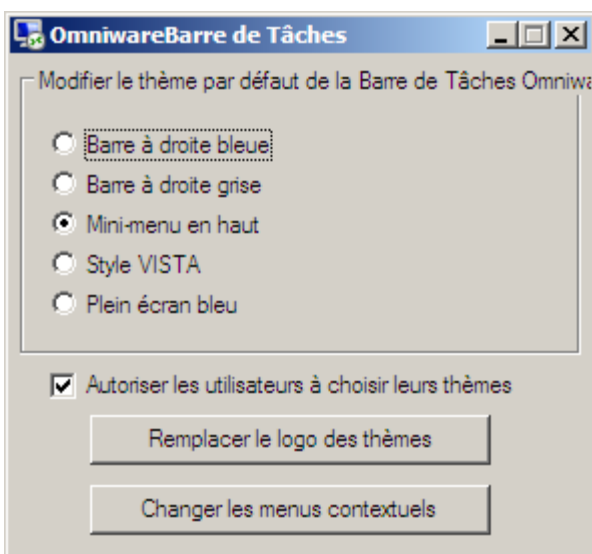 OmniwareBarre de Tâches
Modifier le thème par défaut de la Barre de Tâches Omniwa
Barre à droite bleue
Barre à droite grise
Mini-menu en haut
Style VISTA
Plein écran bleu
Autoriser les utilisateurs à choisir leurs thèmes
Remplacer le logo des thèmes
Changer les menus contextuels